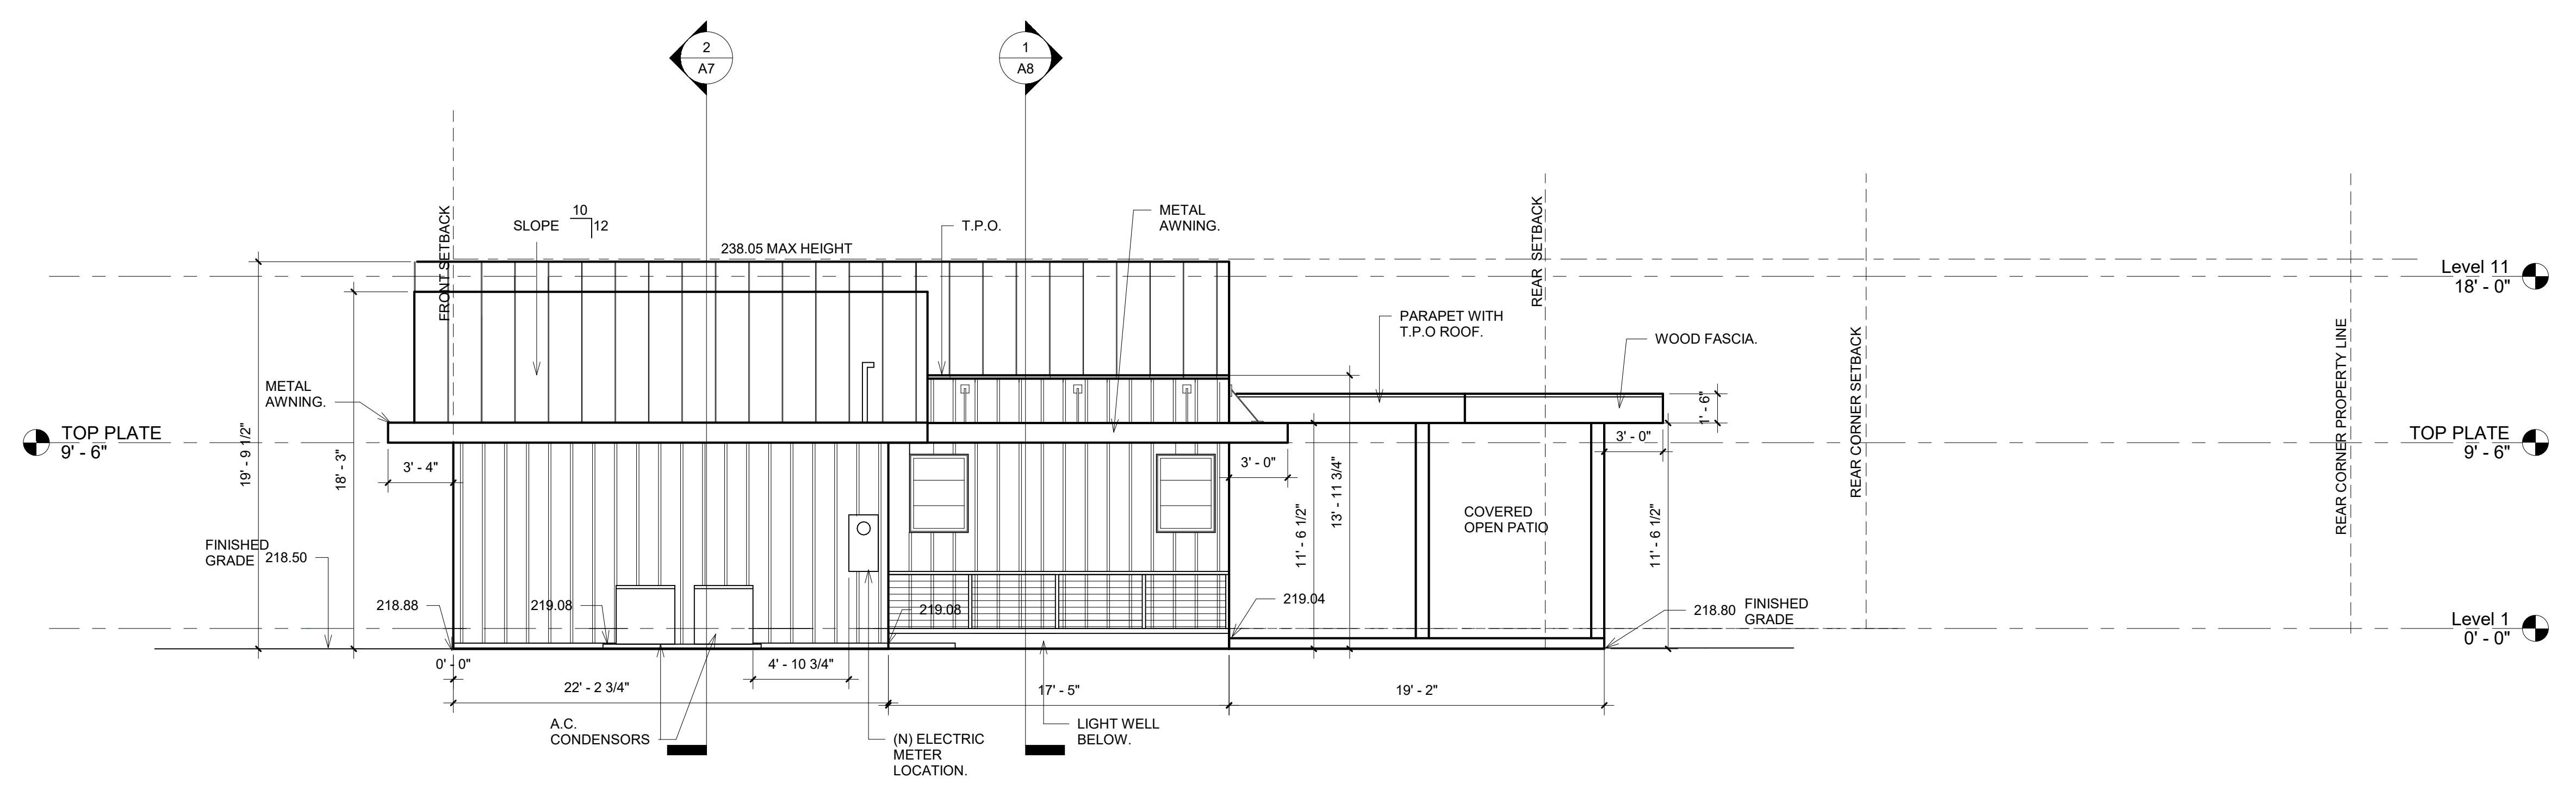 2
A7
1
A8
FRONT SETBACK
SLOPE
10
12
238.05 MAX HEIGHT
T.P.O.
METAL
AWNING.
REAR SETBACK
Level 11
18' - 0"
PARAPET WITH
T.P.O ROOF.
WOOD FASCIA.
REAR CORNER SETBACK
REAR CORNER PROPERTY LINE
METAL
AWNING.
1' - 6"
TOP PLATE
9' - 6"
19' - 9 1/2"
18' - 3"
3' - 4"
3' - 0"
13' - 11 3/4"
3' - 0"
TOP PLATE
9' - 6"
11' - 6 1/2"
COVERED
OPEN PATIO
11' - 6 1/2"
FINISHED
GRADE
218.50
218.88
219.08
219.08
219.04
218.80
FINISHED
GRADE
Level 1
0' - 0"
0' - 0"
4' - 10 3/4"
22' - 2 3/4"
17' - 5"
19' - 2"
A.C.
CONDENSORS
(N) ELECTRIC
METER
LOCATION.
LIGHT WELL
BELOW.